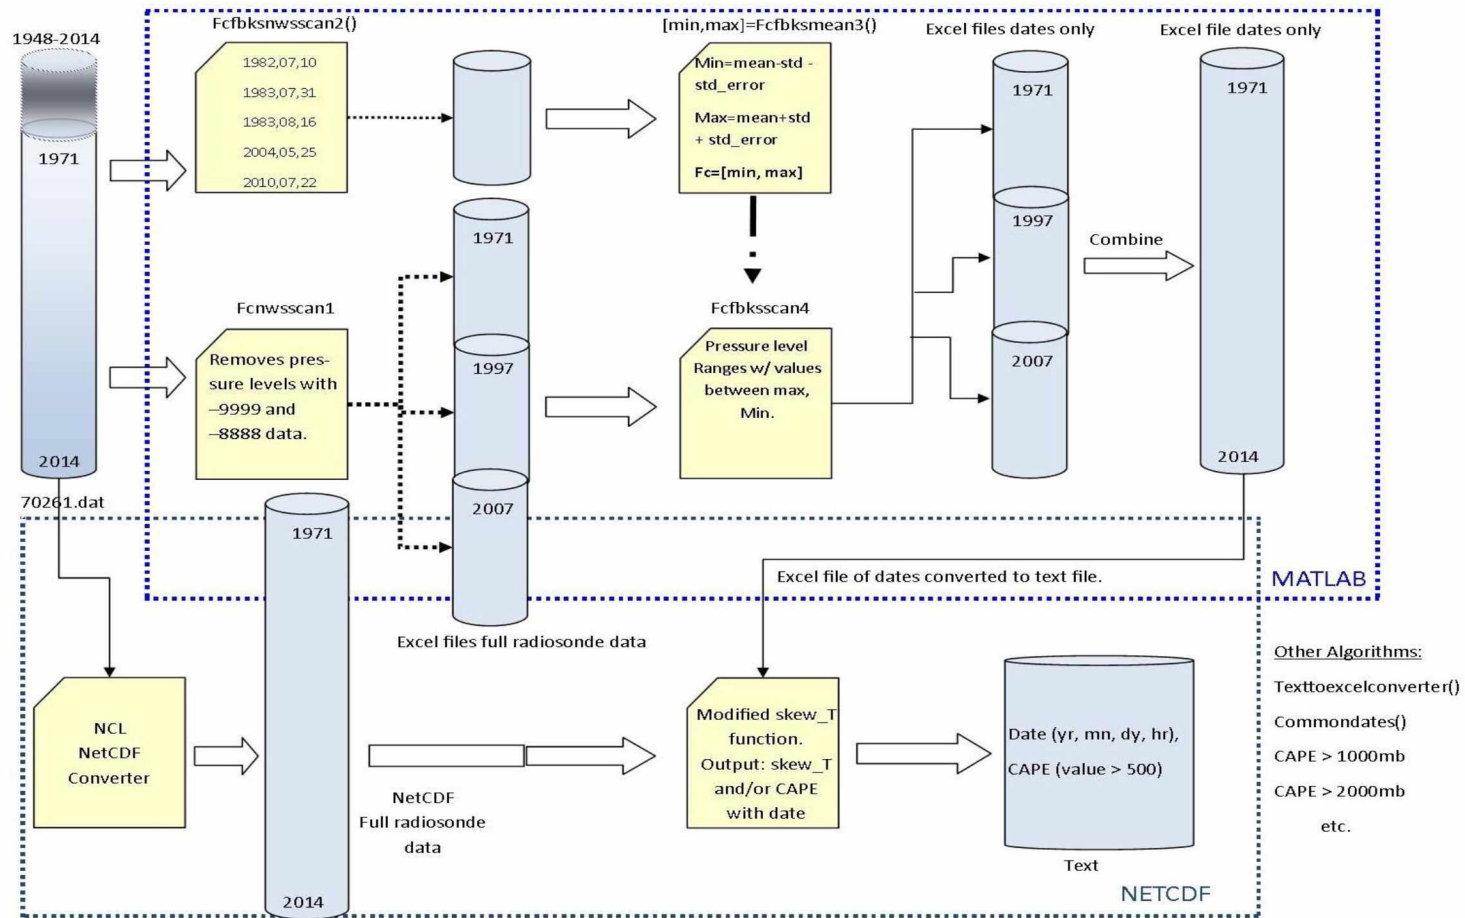 1948-2014
1971
2014
70261.dat
Fcfbksnwsscan2()
1982,07,10
1983,07,31
1983,08,16
2004,05,25
2010,07,22
[min,max]=Fcfbksmean3()
Min=mean-std -
std_error
Max=mean+std
+ std_error
Fc=[min, max]
Excel files dates only
1971
1997
2007
Combine
Excel file dates only
1971
2014
Fcnwsscan1
Removes pres-
sure levels with
–9999 and
–8888 data.
1971
1997
2007
Excel files full radiosonde data
Fcfbksscan4
Pressure level
Ranges w/ values
between max,
Min.
Excel file of dates converted to text file.
MATLAB
NCL
NetCDF
Converter
1971
2014
NetCDF
Full radiosonde
data
Modified skew_T
function.
Output: skew_T
and/or CAPE
with date
Date (yr, mn, dy, hr),
CAPE (value > 500)
Text
NETCDF
Other Algorithms:
Texttoexcelconverter()
Commondates()
CAPE > 1000mb
CAPE > 2000mb
etc.